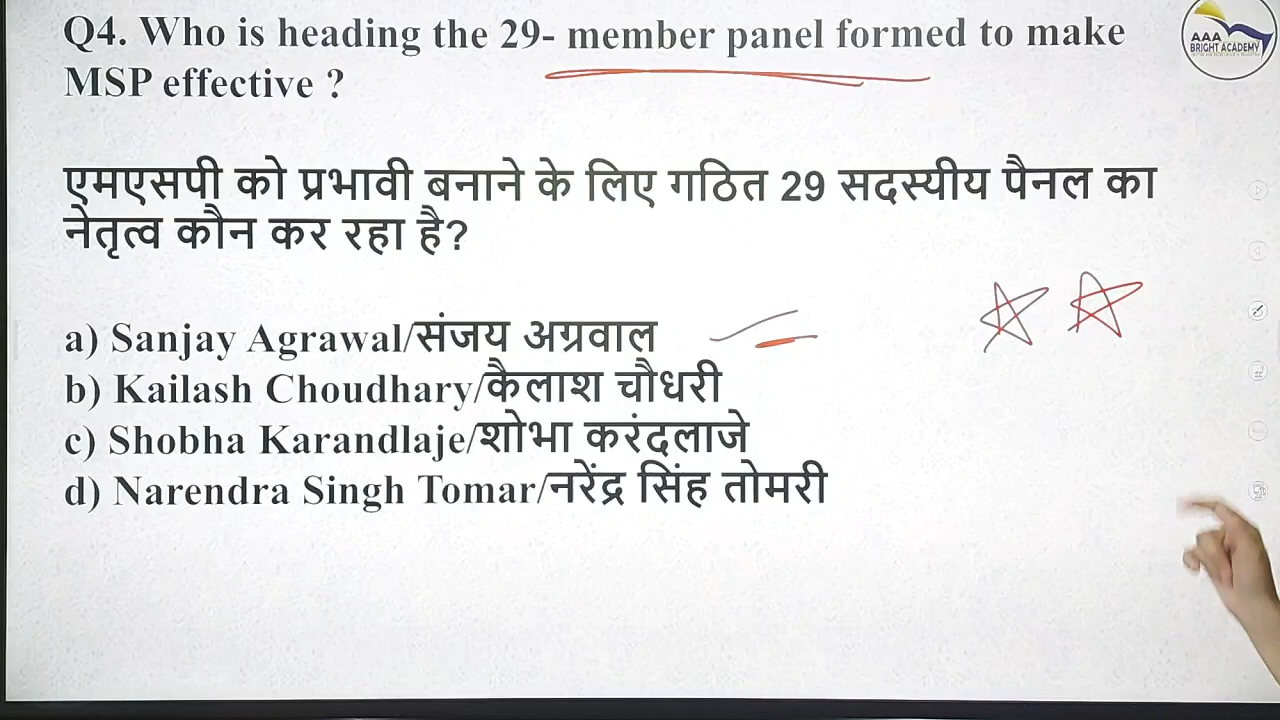 Q4. Who is heading the 29- member panel formed to make
MSP effective ?
एमएसपी को प्रभावी बनाने के लिए गठित 29 सदस्यीय पैनल का
नेतृत्व कौन कर रहा है?
a) Sanjay Agrawal/संजय अग्रवाल
b) Kailash Choudhary/कैलाश चौधरी
c) Shobha Karandlaje/शोभा करंदलाजे
d) Narendra Singh Tomar/नरेंद्र सिंह तोमरी
AAA
BRIGHT ACADEMY